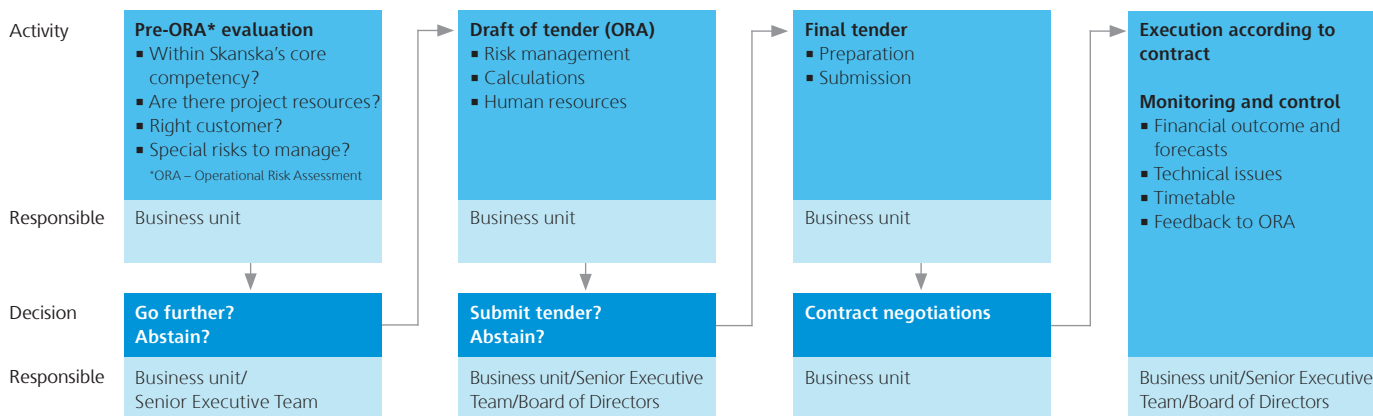 Activity
Pre-ORA* evaluation
▪ Within Skanska's core
competency?
▪ Are there project resources?
▪ Right customer?
▪ Special risks to manage?
*ORA – Operational Risk Assessment
Responsible
Business unit
Decision
Go further?
Abstain?
Responsible
Business unit/
Senior Executive Team
Draft of tender (ORA)
▪ Risk management
▪ Calculations
▪ Human resources
Business unit
Submit tender?
Abstain?
Business unit/Senior Executive
Team/Board of Directors
Final tender
▪ Preparation
▪ Submission
Business unit
Contract negotiations
Business unit
Execution according to
contract
Monitoring and control
▪ Financial outcome and
forecasts
▪ Technical issues
▪ Timetable
▪ Feedback to ORA
Business unit/Senior Executive
Team/Board of Directors